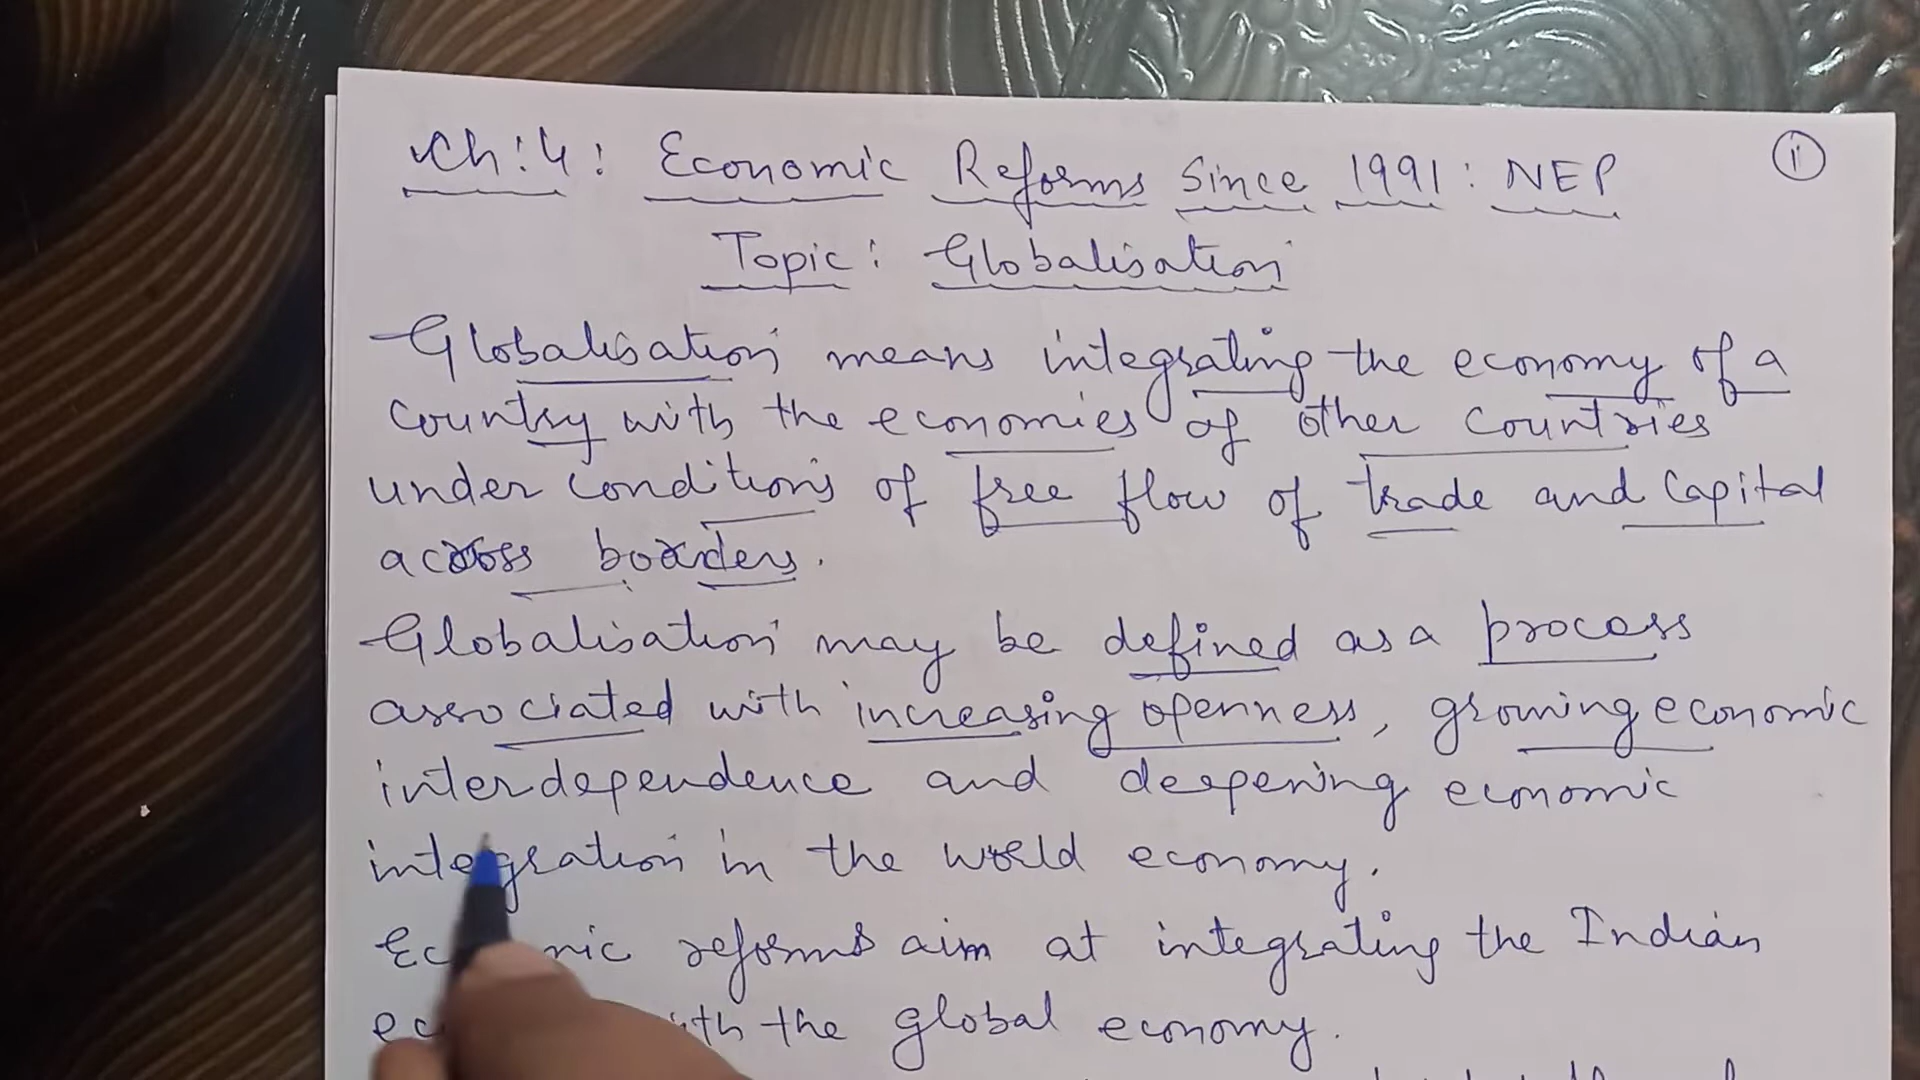 Ch: 4: Economic Reforms Since 1991: NEP
(i)
Topic: Globalisation
Globalisation means integrating the economy of a
country with the economies of other countries
under conditions of free flow of trade and Capital
across borders.
Globalisation may be defined as a process
associated with increasing openness, growing economic
interdependence and deepening economic
integration in the world economy.
reforms aim at integrating the Indian
the global economy.